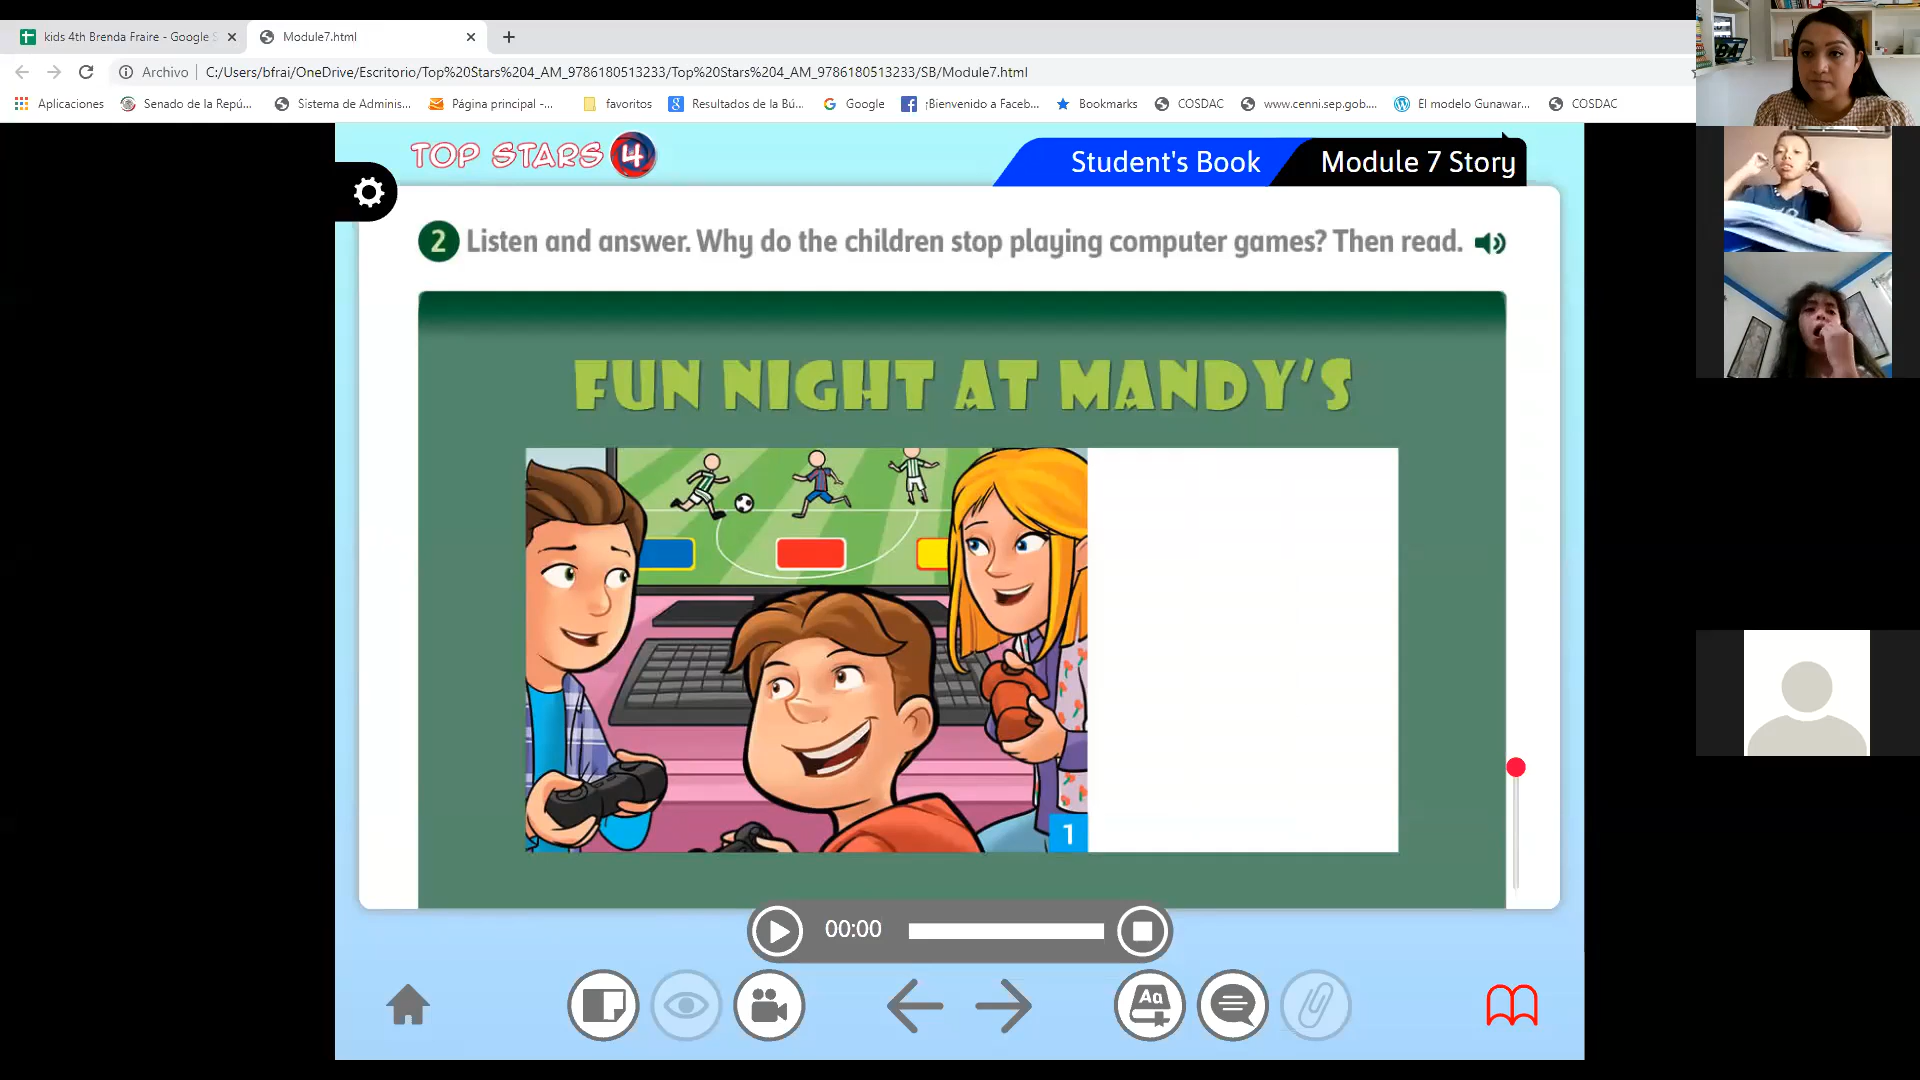 kids 4th Brenda Fraire - Google S
Module7.html
Archivo
C:/Users/bfrai/OneDrive/Escritorio/Top%20Stars%204_AM_9786180513233/Top%20Stars%204_AM_9786180513233/SB/Module7.html
Aplicaciones
Senado de la Repú...
Sistema de Adminis...
Página principal -...
favoritos
Resultados de la Bú...
Google
¡Bienvenido a Faceb...
Bookmarks
COSDAC
www.cenni.sep.gob....
El modelo Gunawar...
COSDAC
TOP STARS 4
Student's Book
Module 7 Story
2 Listen and answer. Why do the children stop playing computer games? Then read.
FUN NIGHT AT MANDY'S
1
00:00
Aa